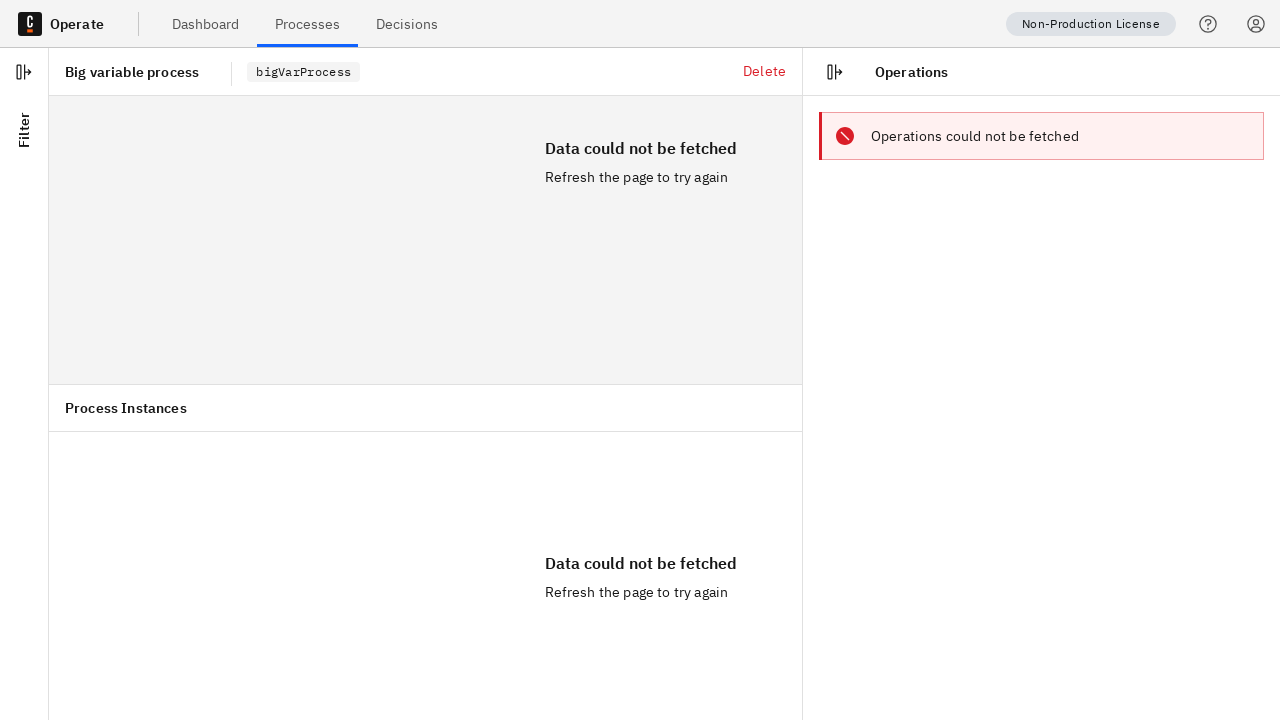 Operate
Dashboard
Processes
Decisions
Non-Production License
Filter
Big variable process
bigVarProcess
Delete
Data could not be fetched
Refresh the page to try again
Process Instances
Data could not be fetched
Refresh the page to try again
Operations
Operations could not be fetched